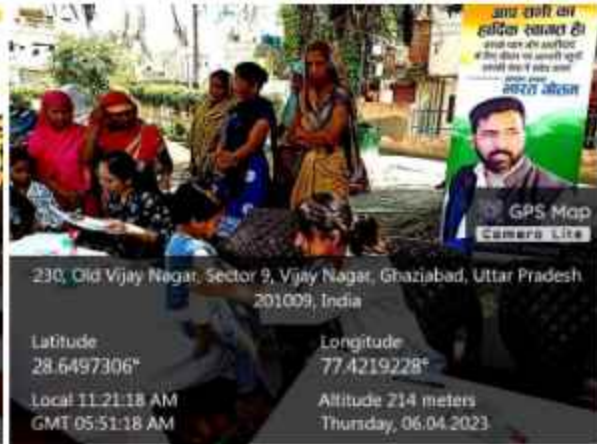 आप सभी का
हार्दिक स्वागत है।
भारत गौतम
GPS Map
Camera Lite
230, Old Vijay Nagar, Sector 9, Vijay Nagar, Ghaziabad, Uttar Pradesh
201009, India
Latitude
28.6497306°
Longitude
77.4219228°
Local 11:21:18 AM
GMT 05:51:18 AM
Altitude 214 meters
Thursday, 06.04.2023